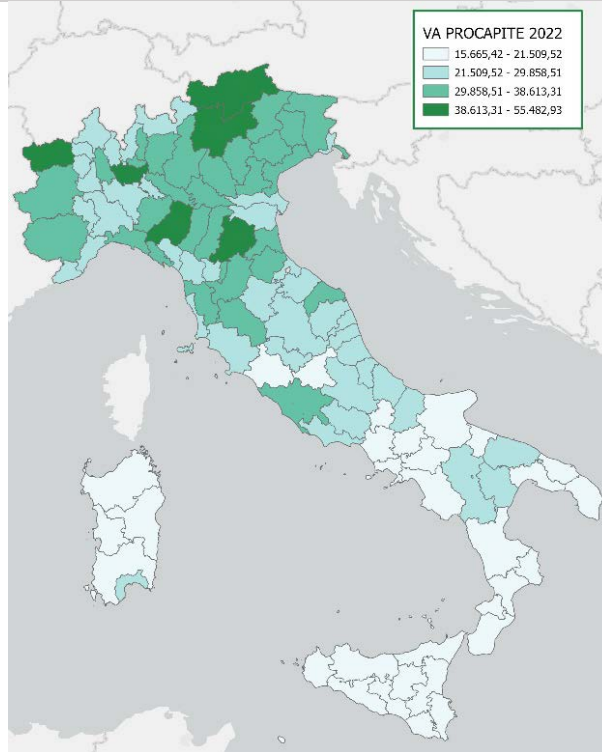 VA PROCAPITE 2022
15.665,42 - 21.509,52
21.509,52 - 29.858,51
29.858,51 - 38.613,31
38.613,31 - 55.482,93